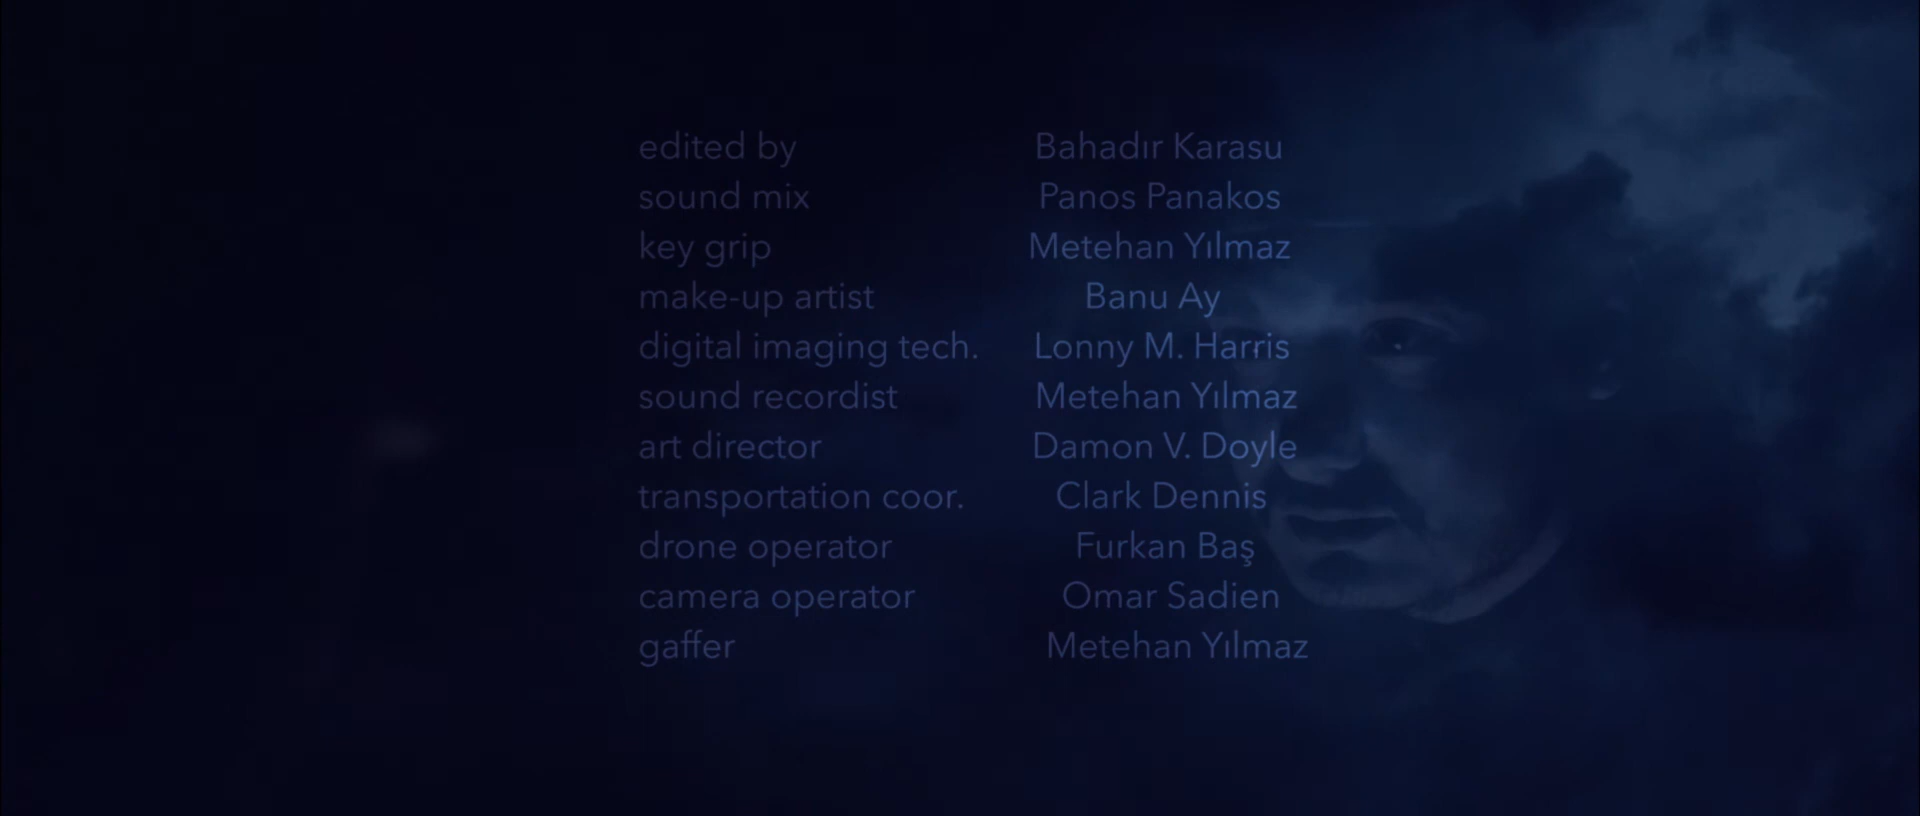 edited by Bahadır Karasu
sound mix Panos Panakos
key grip Metehan Yılmaz
make-up artist Banu Ay
digital imaging tech. Lonny M. Harris
sound recordist Metehan Yılmaz
art director Damon V. Doyle
transportation coor. Clark Dennis
drone operator Furkan Baş
camera operator Omar Sadien
gaffer Metehan Yılmaz